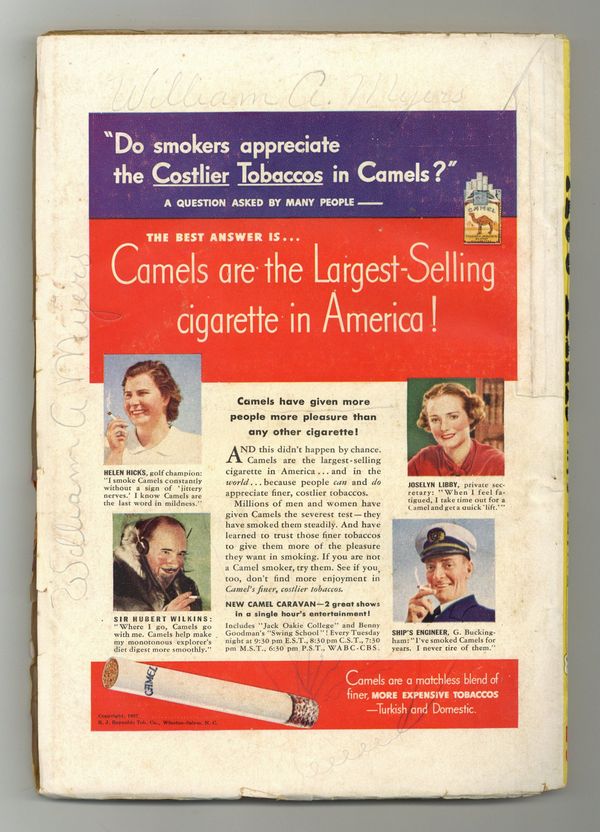 William A. Myers
"Do smokers appreciate
the Costlier Tobaccos in Camels?"
A QUESTION ASKED BY MANY PEOPLE
CAMEL
THE BEST ANSWER IS...
Camels are the Largest-Selling
cigarette in America!
William A Myers
HELEN HICKS, golf champion:
"I smoke Camels constantly
without a sign of 'jittery
nerves.' I know Camels are
the last word in mildness."
SIR HUBERT WILKINS:
"Where I go, Camels go
with me. Camels help make
my monotonous explorer's
diet digest more smoothly."
Camels have given more
people more pleasure than
any other cigarette!
AND this didn't happen by chance.
Camels are the largest-selling
cigarette in America...and in the
world...because people can and do
appreciate finer, costlier tobaccos.
Millions of men and women have
given Camels the severest test—they
have smoked them steadily. And have
learned to trust those finer tobaccos
to give them more of the pleasure
they want in smoking. If you are not
a Camel smoker, try them. See if you,
too, don't find more enjoyment in
Camel's finer, costlier tobaccos.
NEW CAMEL CARAVAN—2 great shows
in a single hour's entertainment!
Includes "Jack Oakie College" and Benny
Goodman's "Swing School"! Every Tuesday
night at 9:30 pm E.S.T., 8:30 pm C.S.T., 7:30
pm M.S.T., 6:30 pm P.S.T., WABC-CBS.
JOSELYN LIBBY, private sec-
retary: "When I feel fa-
tigued, I take time out for a
Camel and get a quick 'lift.'"
SHIP'S ENGINEER, G. Bucking-
ham: "I've smoked Camels for
years. I never tire of them."
CAMEL
Camels are a matchless blend of
finer, MORE EXPENSIVE TOBACCOS
—Turkish and Domestic.
Copyright, 1937
R. J. Reynolds Tob. Co., Winston-Salem, N. C.